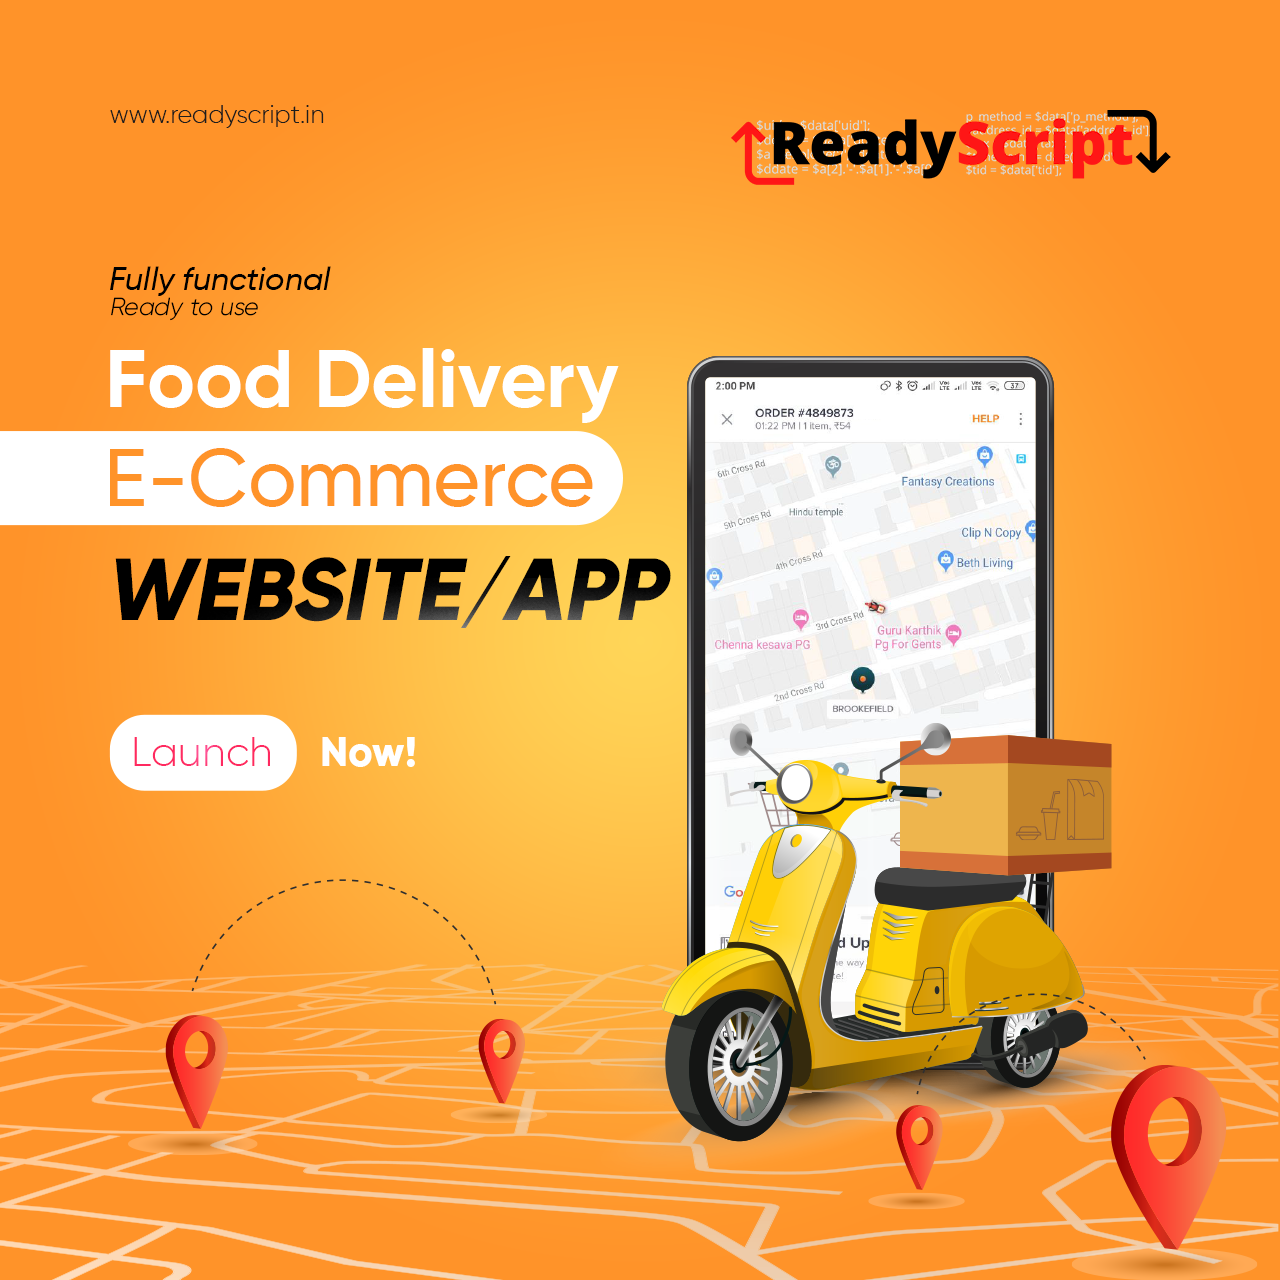 www.readyscript.in
ReadyScript
Fully functional
Ready to use
Food Delivery
E-Commerce
WEBSITE/APP
Launch Now!
2:00 PM
37
ORDER #4849873
01:22 PM | 1 item, ₹54
HELP
6th Cross Rd
Fantasy Creations
5th Cross Rd
Hindu temple
Clip N Copy
4th Cross Rd
Beth Living
3rd Cross Rd
Chenna kesava PG
Guru Karthik
Pg For Gents
2nd Cross Rd
BROOKEFIELD